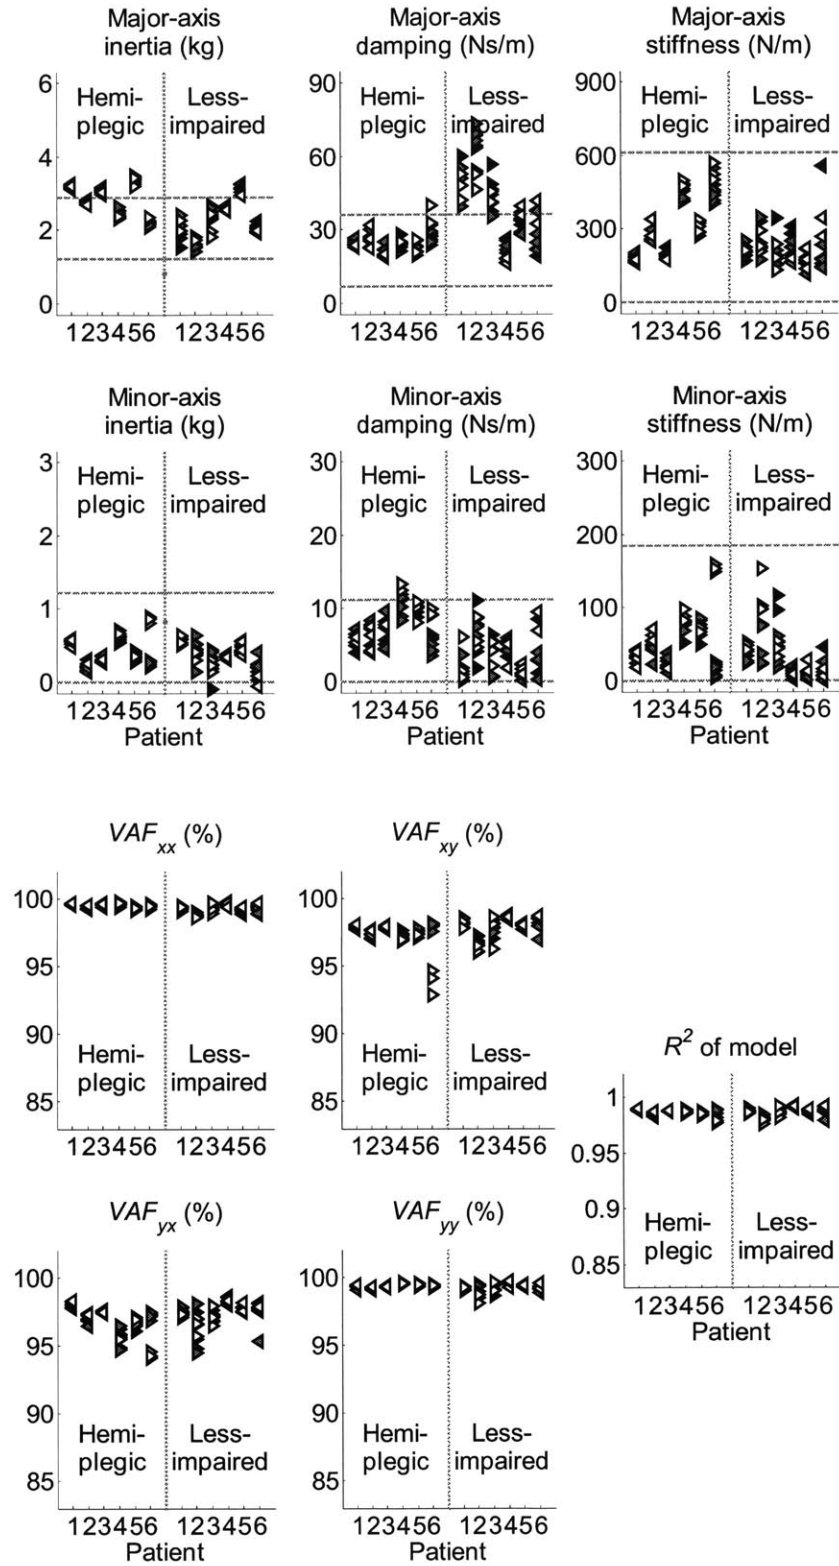 Major-axis
inertia (kg)
6
4
2
0
Hemi-
plegic
Less-
impaired
123456
123456
Major-axis
damping (Ns/m)
90
60
30
0
Hemi-
plegic
Less-
impaired
123456
123456
Major-axis
stiffness (N/m)
900
600
300
0
Hemi-
plegic
Less-
impaired
123456
123456
Minor-axis
inertia (kg)
3
2
1
0
Hemi-
plegic
Less-
impaired
123456
123456
Patient
Minor-axis
damping (Ns/m)
30
20
10
0
Hemi-
plegic
Less-
impaired
123456
123456
Patient
Minor-axis
stiffness (N/m)
300
200
100
0
Hemi-
plegic
Less-
impaired
123456
123456
Patient
VAFxx (%)
100
95
90
85
Hemi-
plegic
Less-
impaired
123456
123456
VAFxy (%)
100
95
90
85
Hemi-
plegic
Less-
impaired
123456
123456
R² of model
1
0.95
0.9
0.85
Hemi-
plegic
Less-
impaired
123456
123456
Patient
VAFyx (%)
100
95
90
85
Hemi-
plegic
Less-
impaired
123456
123456
Patient
VAFyy (%)
100
95
90
85
Hemi-
plegic
Less-
impaired
123456
123456
Patient